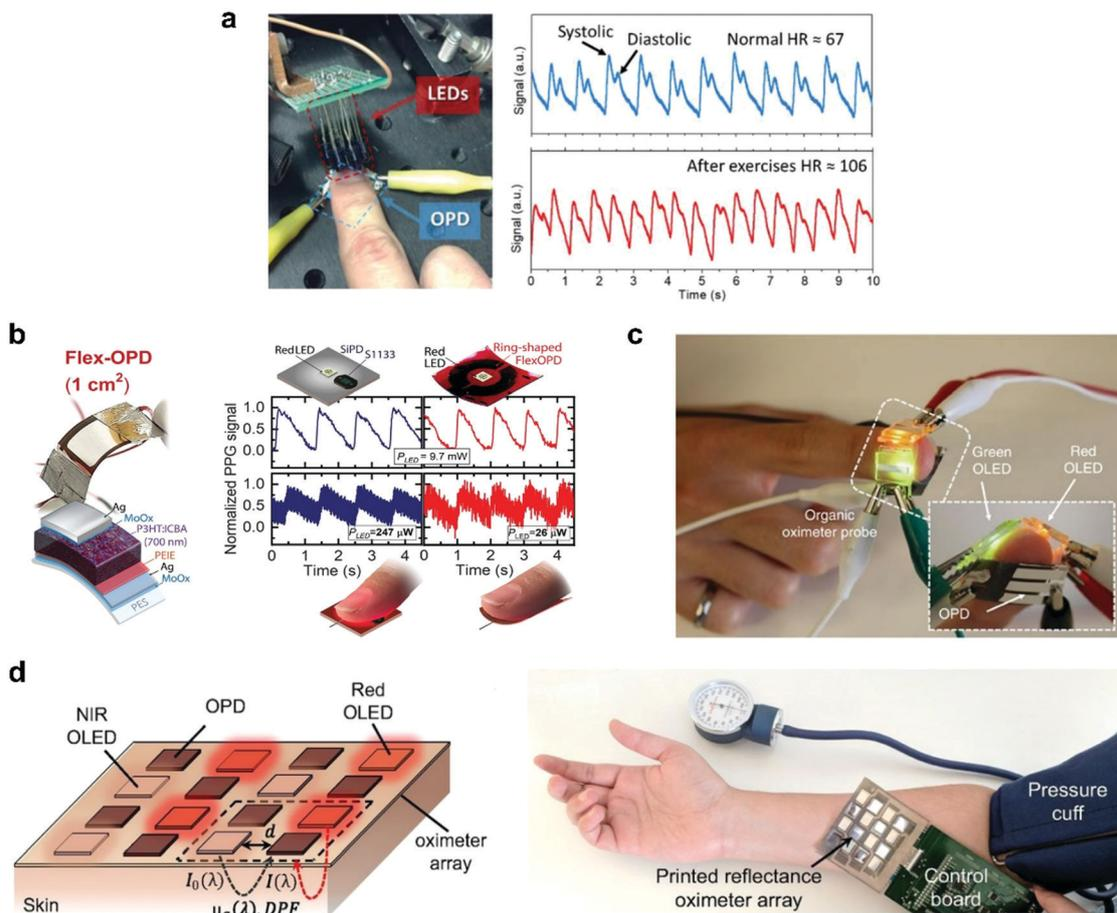 a
LEDs
OPD
Systolic
Diastolic
Normal HR ≈ 67
Signal (a.u.)
After exercises HR ≈ 106
Signal (a.u.)
0 1 2 3 4 5 6 7 8 9 10
Time (s)
b
Flex-OPD
(1 cm²)
Ag
MoOx
P3HT:ICBA
(700 nm)
PEIE
Ag
MoOx
PES
Red LED
SiPD
S1133
Red
LED
Ring-shaped
FlexOPD
Normalized PPG signal
1.0
0.5
0.0
P_LED = 9.7 mW
1.0
0.5
0.0
P_LED=247 μW
P_LED=26 μW
0 1 2 3 4
0 1 2 3 4
Time (s)
Time (s)
c
Green
OLED
Red
OLED
Organic
oximeter probe
OPD
d
NIR
OLED
OPD
Red
OLED
d
oximeter
array
I₀(λ)
I(λ)
Skin
DPF
Pressure
cuff
Printed reflectance
oximeter array
Control
board